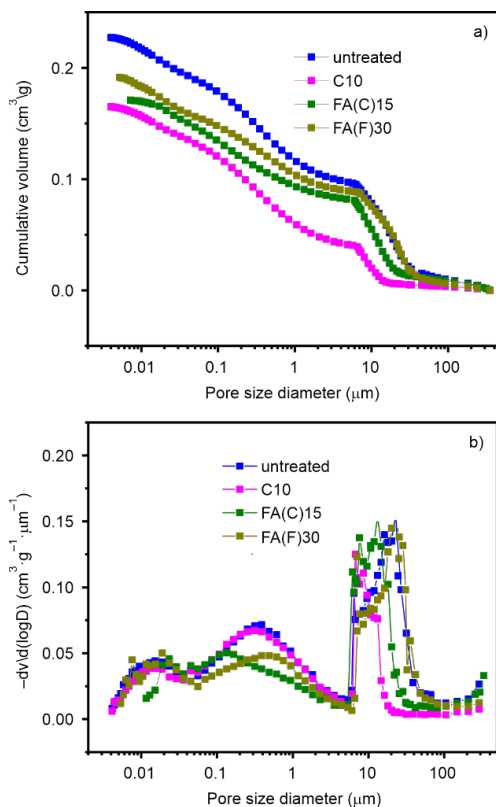 a)
untreated
C10
FA(C)15
FA(F)30
Cumulative volume (cm³\g)
0.2
0.1
0.0
0.01 0.1 1 10 100
Pore size diameter (μm)
b)
untreated
C10
FA(C)15
FA(F)30
−dv\d(logD) (cm³·g⁻¹·μm⁻¹)
0.20
0.15
0.10
0.05
0.00
0.01 0.1 1 10 100
Pore size diameter (μm)